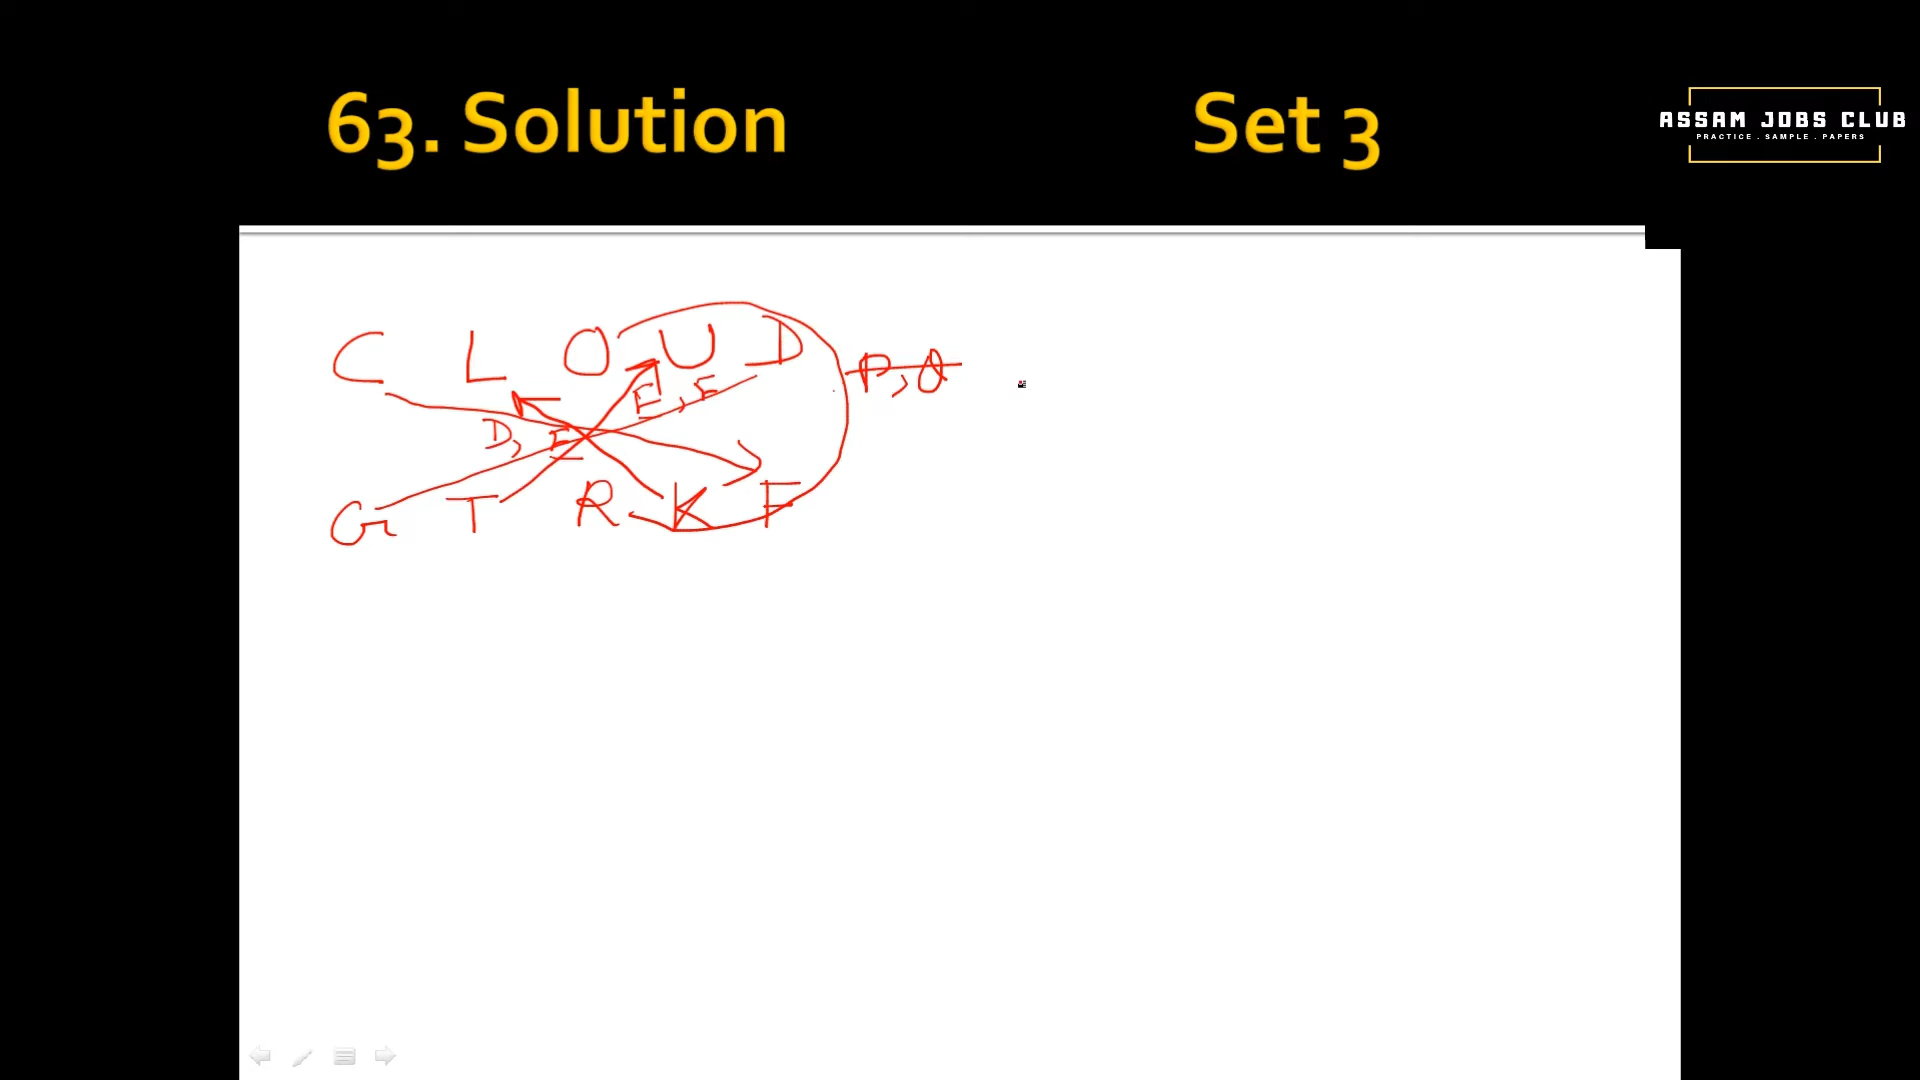 63. Solution Set 3
ASSAM JOBS CLUB
PRACTICE . SAMPLE . PAPERS
C L O U D
P, Q
E, F
D, E
G T R K F